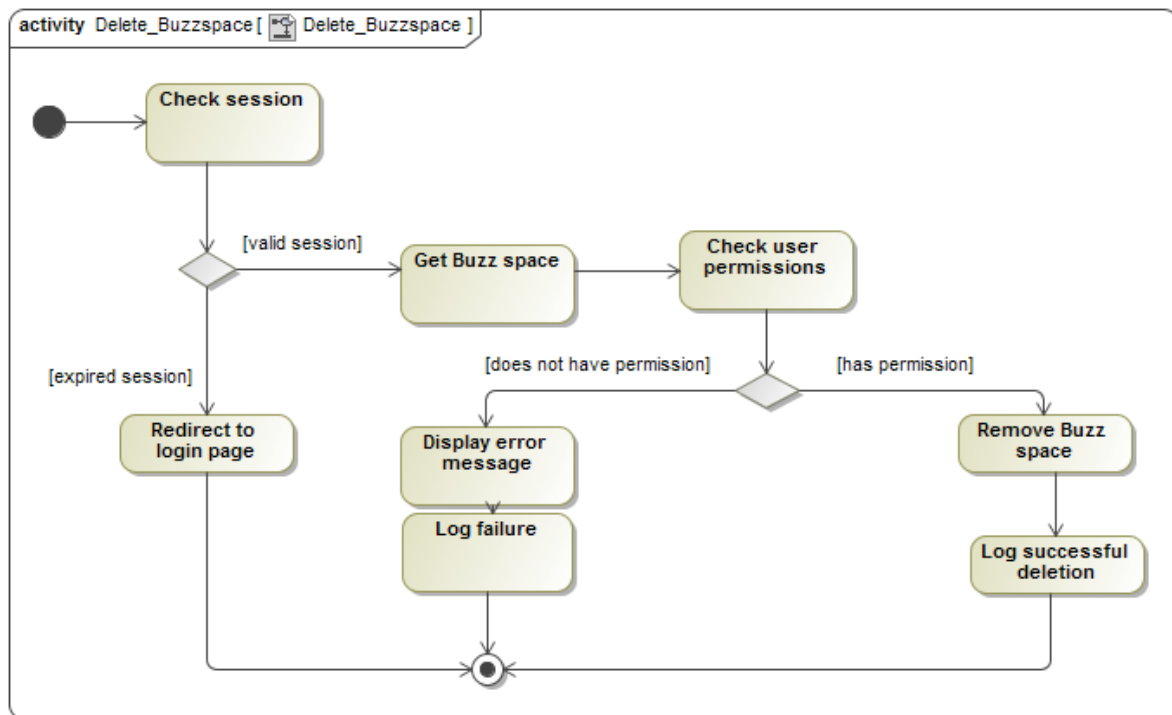 activity Delete_Buzzspace [ Delete_Buzzspace ]
Check session
[valid session]
Get Buzz space
Check user
permissions
[expired session]
[does not have permission]
[has permission]
Redirect to
login page
Display error
message
Remove Buzz
space
Log failure
Log successful
deletion